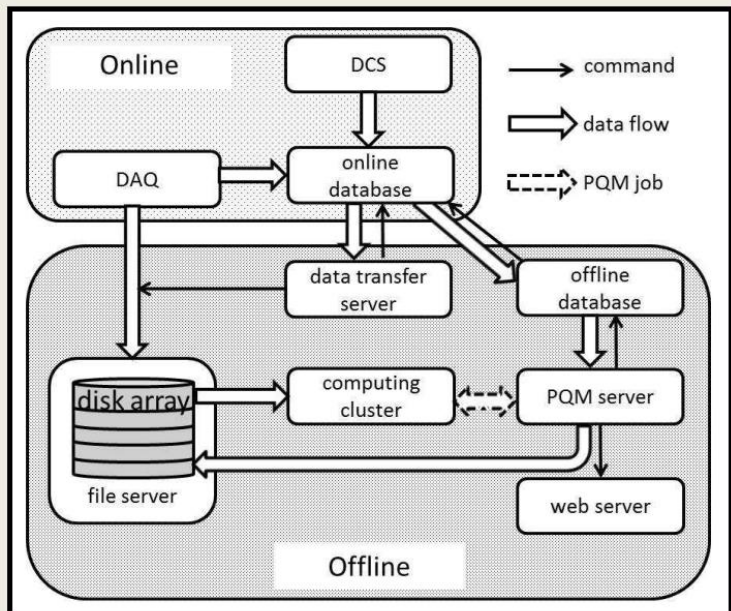 Online
DCS
command
data flow
PQM job
DAQ
online
database
data transfer
server
offline
database
disk array
file server
computing
cluster
PQM server
web server
Offline